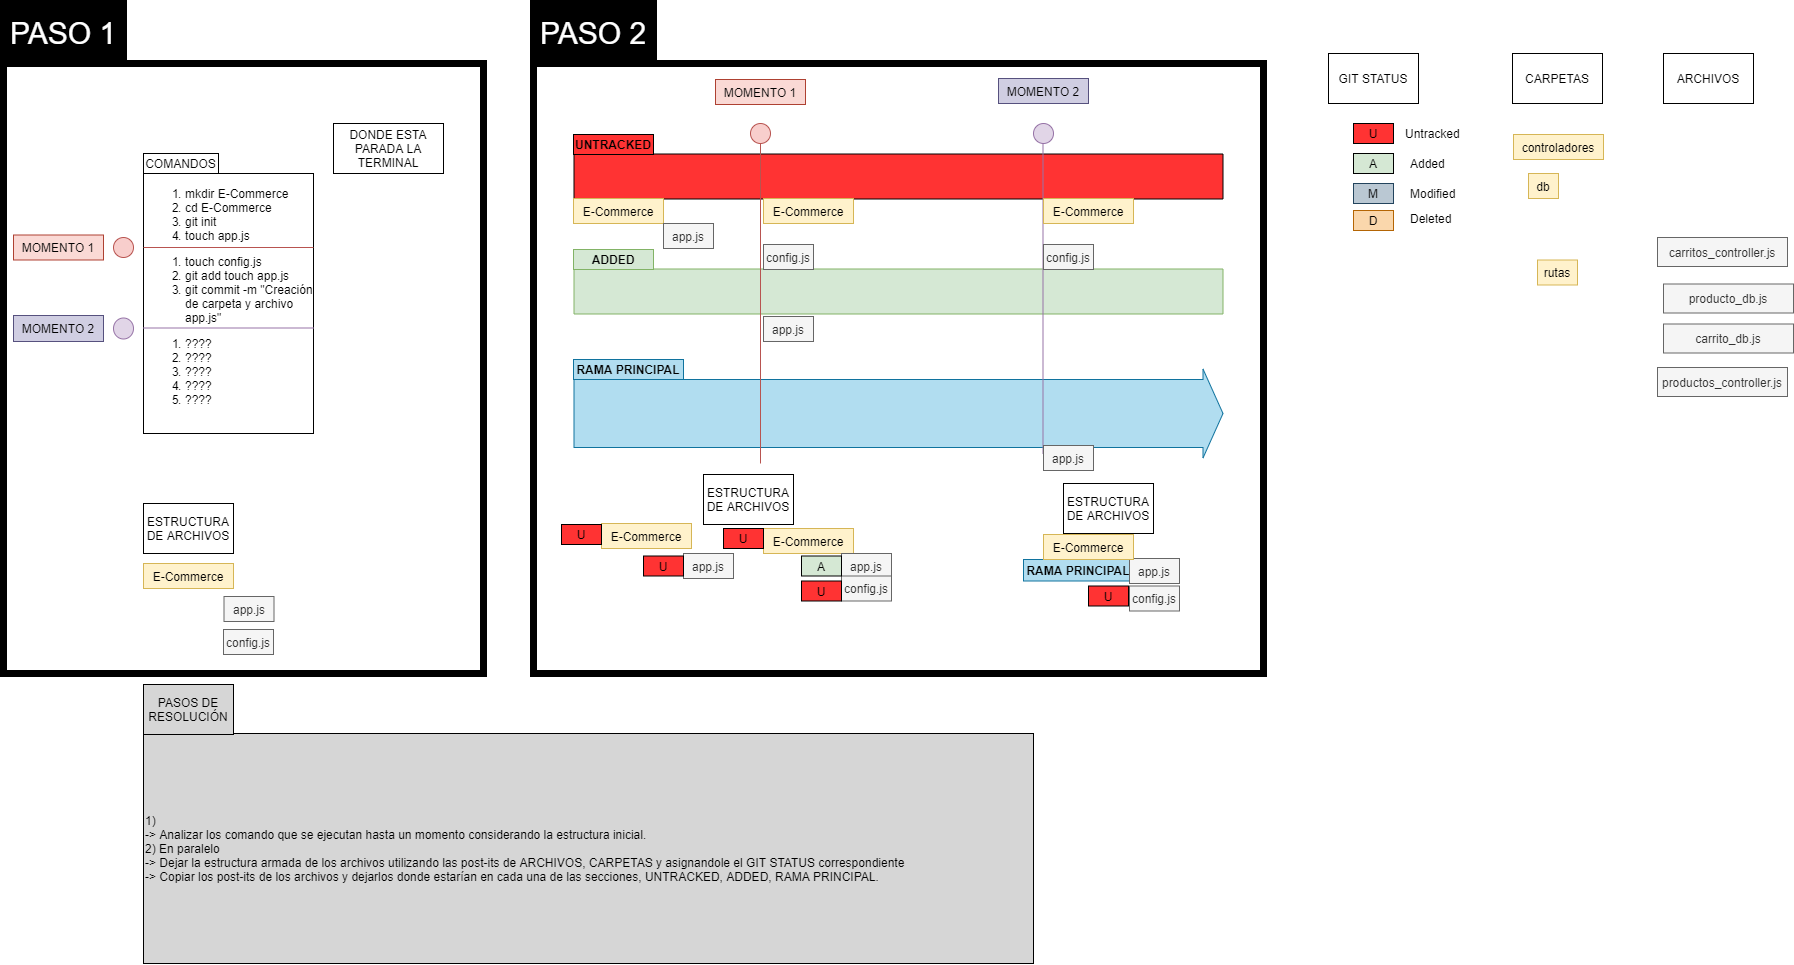 PASO 1
DONDE ESTA
PARADA LA
TERMINAL
COMANDOS
1. mkdir E-Commerce
2. cd E-Commerce
3. git init
4. touch app.js
MOMENTO 1
1. touch config.js
2. git add touch app.js
3. git commit -m "Creación
de carpeta y archivo
app.js"
MOMENTO 2
1. ????
2. ????
3. ????
4. ????
5. ????
ESTRUCTURA
DE ARCHIVOS
E-Commerce
app.js
config.js
PASO 2
MOMENTO 1
MOMENTO 2
UNTRACKED
E-Commerce
E-Commerce
E-Commerce
app.js
ADDED
config.js
config.js
app.js
RAMA PRINCIPAL
app.js
ESTRUCTURA
DE ARCHIVOS
U
E-Commerce
U
E-Commerce
U
app.js
A
app.js
U
config.js
ESTRUCTURA
DE ARCHIVOS
E-Commerce
RAMA PRINCIPAL
app.js
U
config.js
GIT STATUS
U
Untracked
A
Added
M
Modified
D
Deleted
CARPETAS
controladores
db
rutas
ARCHIVOS
carritos_controller.js
producto_db.js
carrito_db.js
productos_controller.js
PASOS DE
RESOLUCIÓN
1)
-> Analizar los comando que se ejecutan hasta un momento considerando la estructura inicial.
2) En paralelo
-> Dejar la estructura armada de los archivos utilizando las post-its de ARCHIVOS, CARPETAS y asignandole el GIT STATUS correspondiente
-> Copiar los post-its de los archivos y dejarlos donde estarían en cada una de las secciones, UNTRACKED, ADDED, RAMA PRINCIPAL.